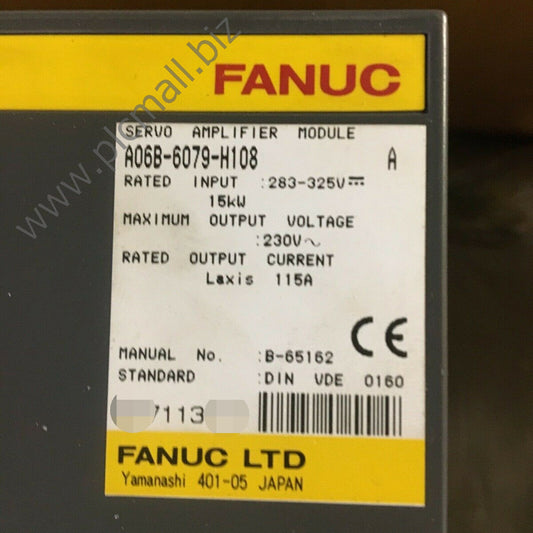 www.plcmall.biz
FANUC
SERVO AMPLIFIER MODULE
A06B-6079-H108 A
RATED INPUT :283-325V⎓
15kW
MAXIMUM OUTPUT VOLTAGE
:230V～
RATED OUTPUT CURRENT
Laxis 115A
CE
MANUAL No. :B-65162
STANDARD :DIN VDE 0160
7113
FANUC LTD
Yamanashi 401-05 JAPAN